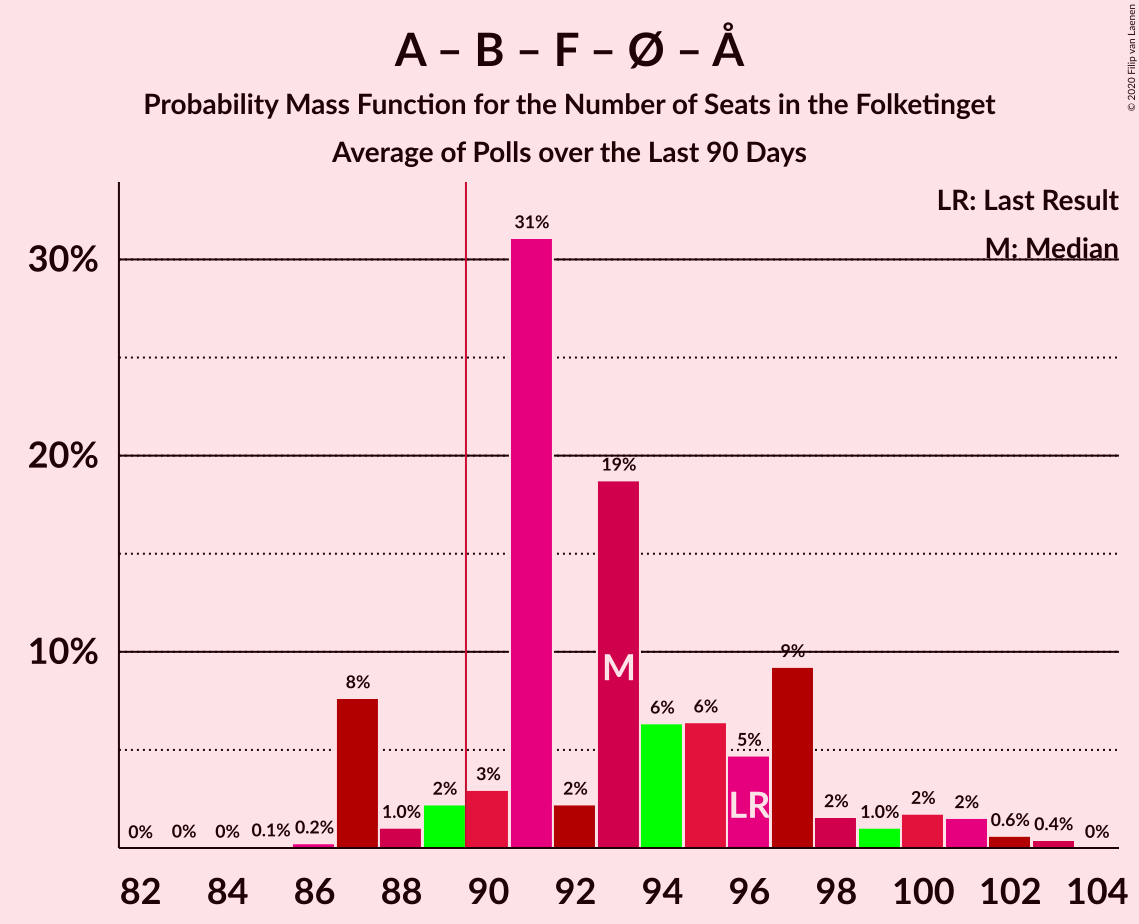 A – B – F – Ø – Å
Probability Mass Function for the Number of Seats in the Folketinget
Average of Polls over the Last 90 Days
© 2020 Filip van Laenen
LR: Last Result
M: Median
30%
20%
10%
0% 0% 0% 0.1% 0.2% 8% 1.0% 2% 3% 31% 2% 19% 6% 6% 5% 9% 2% 1.0% 2% 2% 0.6% 0.4% 0%
M
LR
82 84 86 88 90 92 94 96 98 100 102 104